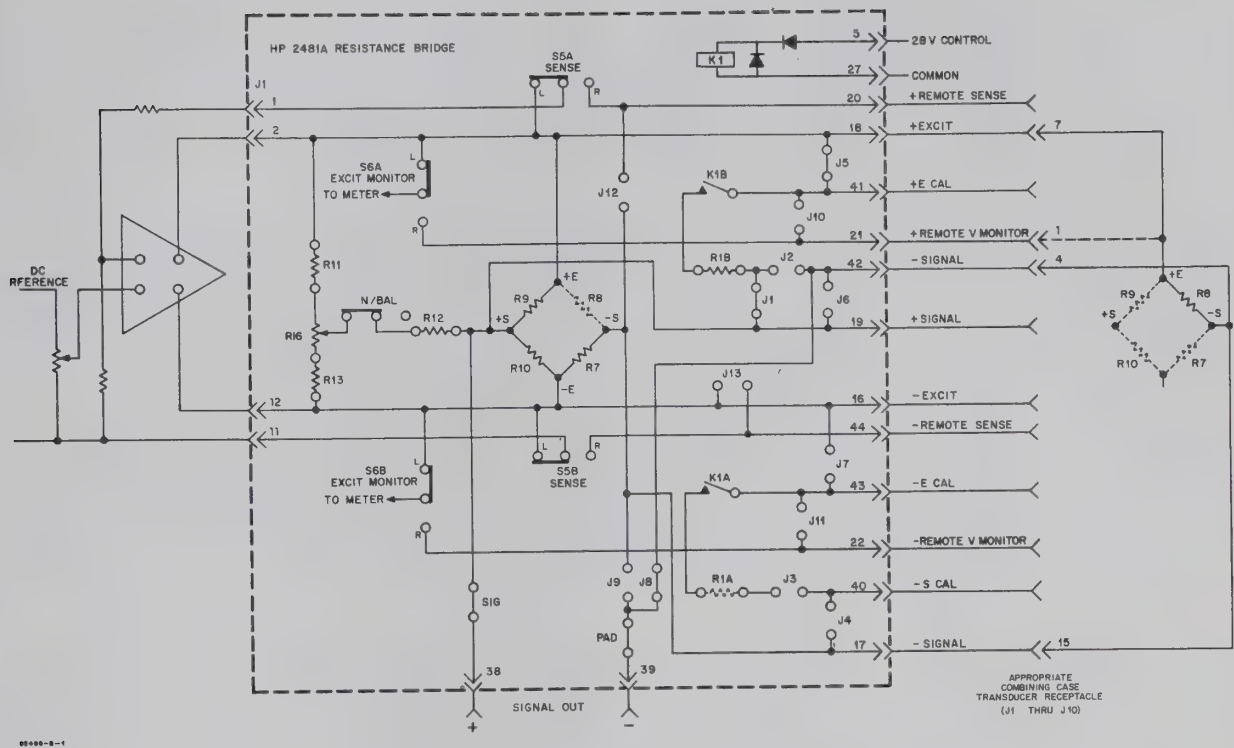 HP 2481A RESISTANCE BRIDGE
J1
S5A
SENSE
L
R
K1
5
28V CONTROL
27
COMMON
1
20
+REMOTE SENSE
2
18
+EXCIT
7
S6A
EXCIT MONITOR
TO METER
L
R
J12
J5
K1B
41
+E CAL
J10
21
+REMOTE V MONITOR
1
DC
RFERENCE
R11
R1B
J2
42
-SIGNAL
4
N/BAL
R16
R12
+S
R9
+E
R8
-S
R10
R7
-E
J1
J6
19
+SIGNAL
+E
R9
R8
+S
-S
R10
R7
R13
J13
12
16
-EXCIT
11
44
-REMOTE SENSE
L
R
S5B
SENSE
S6B
EXCIT MONITOR
TO METER
L
R
J7
K1A
43
-E CAL
J11
22
-REMOTE V MONITOR
SIG
J9
J8
R1A
J3
40
-S CAL
PAD
J4
17
-SIGNAL
15
38
39
SIGNAL OUT
+
-
APPROPRIATE
COMBINING CASE
TRANSDUCER RECEPTACLE
(J1 THRU J10)